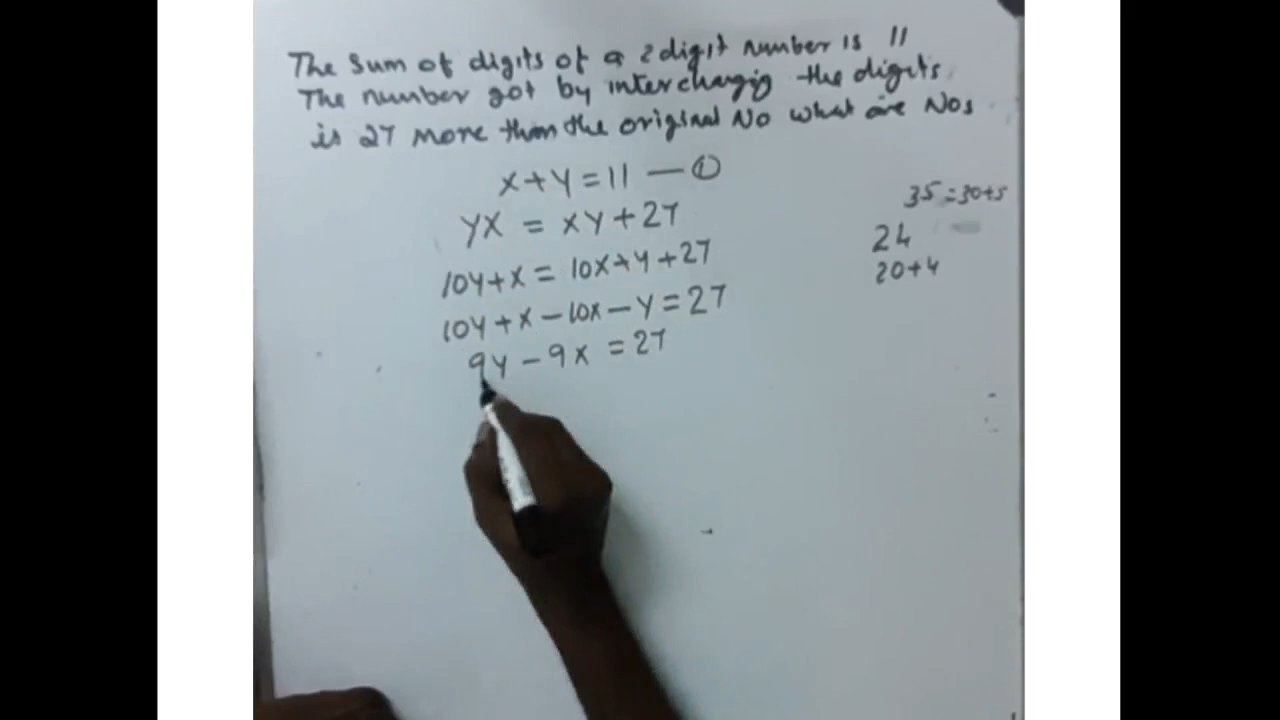 The Sum of digits of a 2 digit number is 11
The number got by interchangig the digits
is 27 more than the original No what are Nos
x+y=11 — ①
yx = xy+27
10y+x = 10x+y+27
10y+x-10x-y=27
9y-9x=27
35=30+5
24
20+4